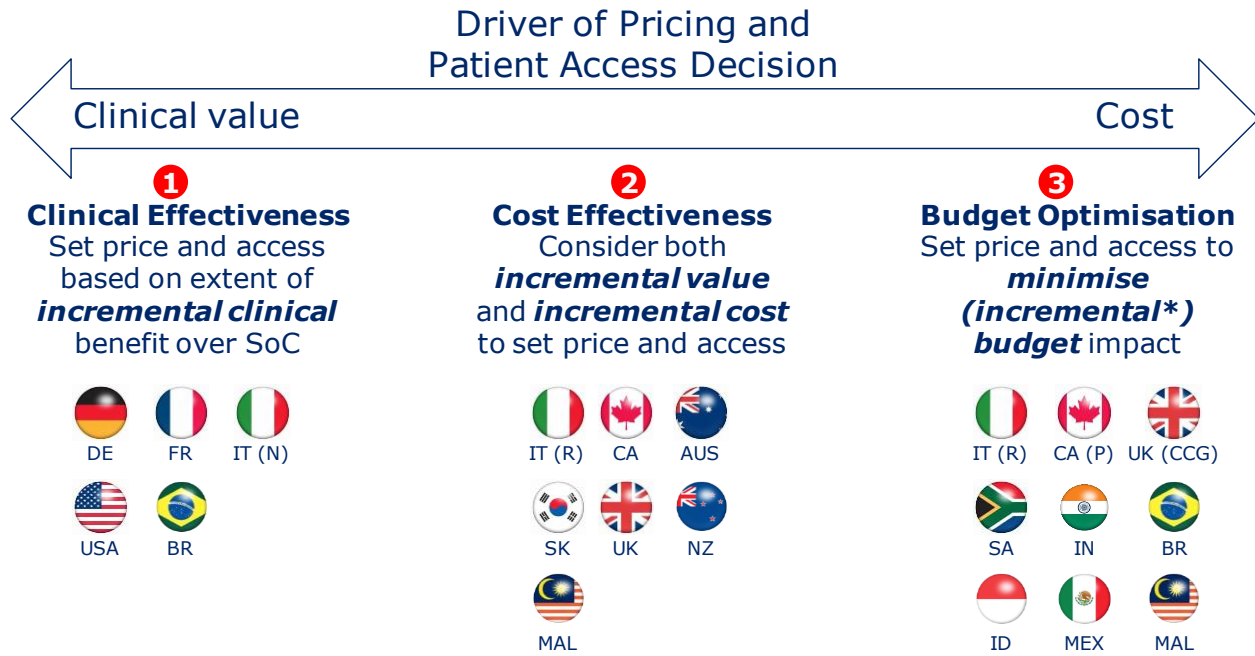 Driver of Pricing and
Patient Access Decision
Clinical value
Cost
1
Clinical Effectiveness
Set price and access
based on extent of
incremental clinical
benefit over SoC
DE FR IT (N)
USA BR
2
Cost Effectiveness
Consider both
incremental value
and incremental cost
to set price and access
IT (R) CA AUS
SK UK NZ
MAL
3
Budget Optimisation
Set price and access to
minimise
(incremental*)
budget impact
IT (R) CA (P) UK (CCG)
SA IN BR
ID MEX MAL